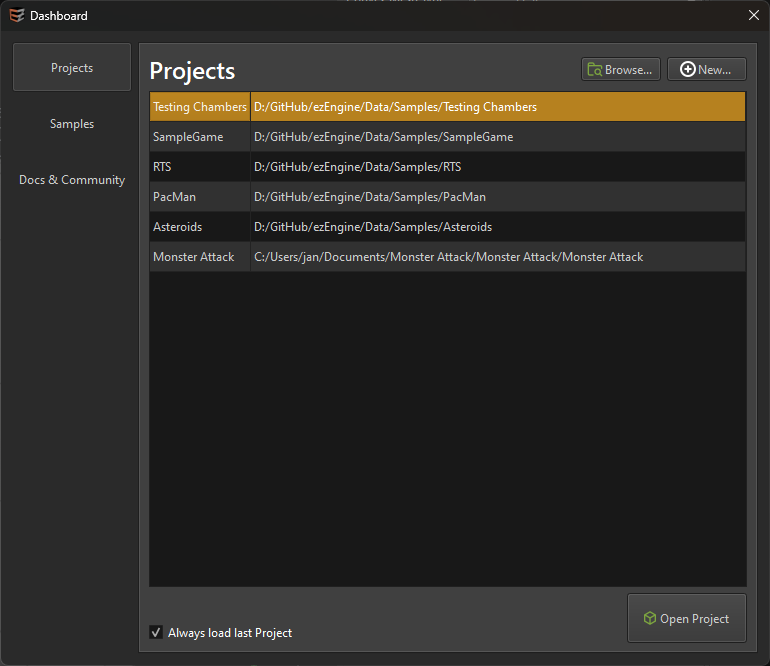 Dashboard
Projects
Samples
Docs & Community
Projects
Browse...
New...
Testing Chambers D:/GitHub/ezEngine/Data/Samples/Testing Chambers
SampleGame D:/GitHub/ezEngine/Data/Samples/SampleGame
RTS D:/GitHub/ezEngine/Data/Samples/RTS
PacMan D:/GitHub/ezEngine/Data/Samples/PacMan
Asteroids D:/GitHub/ezEngine/Data/Samples/Asteroids
Monster Attack C:/Users/jan/Documents/Monster Attack/Monster Attack/Monster Attack
Always load last Project
Open Project